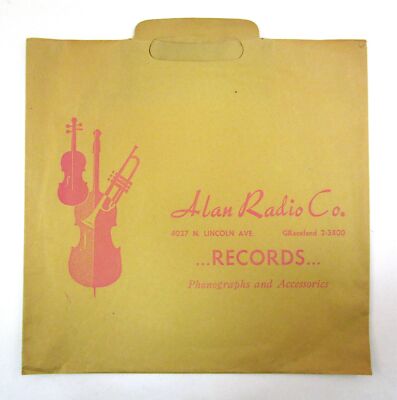 Alan Radio Co.
4037 N. LINCOLN AVE. GRaceland 2-3800
...RECORDS...
Phonographs and Accessories